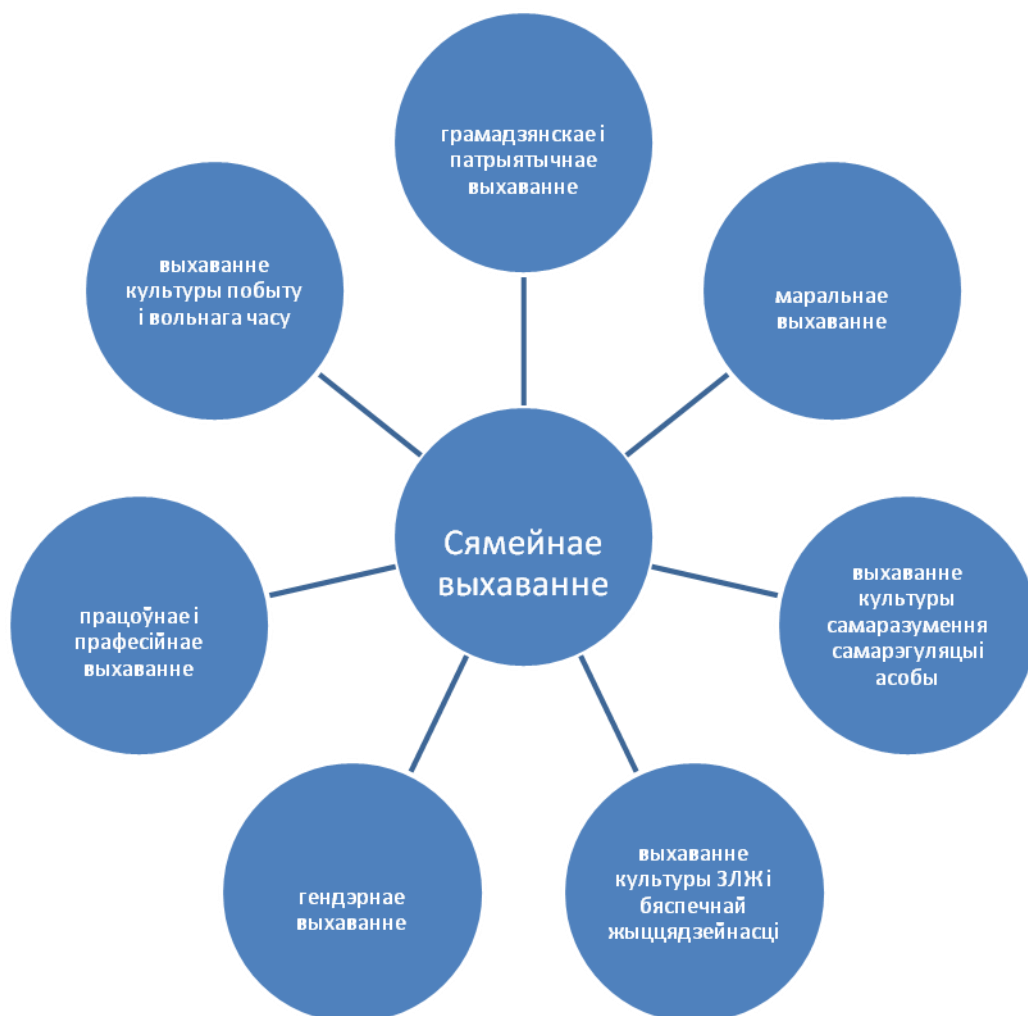 грамадзянскае і
патрыятычнае
выхаванне
маральнае
выхаванне
выхаванне
культуры
самаразумення
самарэгуляцыі
асобы
выхаванне
культуры ЗЛЖ і
бяспечнай
жыццядзейнасці
гендэрнае
выхаванне
працоўнае і
прафесійнае
выхаванне
выхаванне
культуры побыту
і вольнага часу
Сямейнае
выхаванне